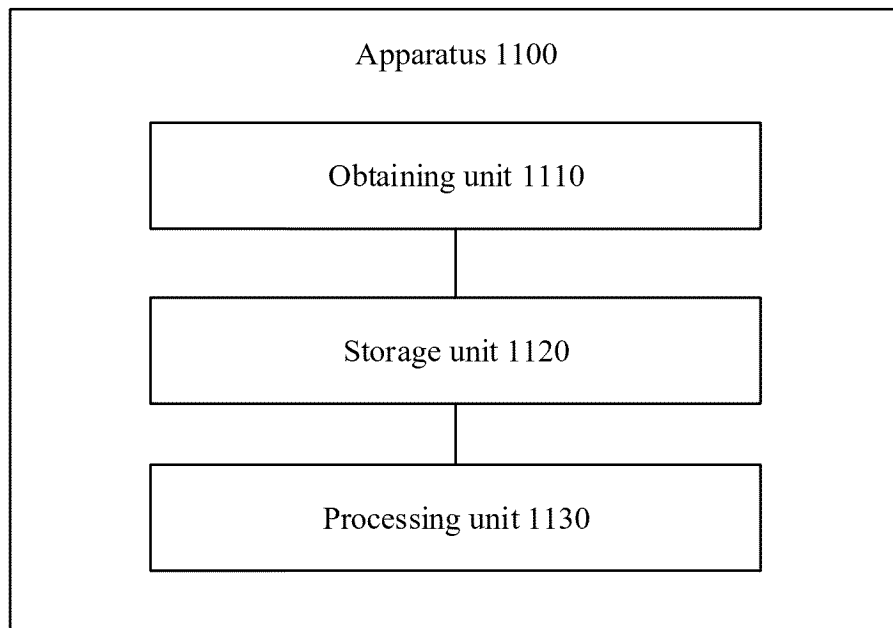 Apparatus 1100
Obtaining unit 1110
Storage unit 1120
Processing unit 1130